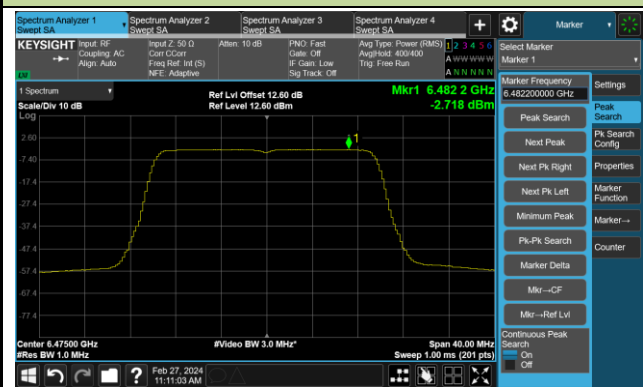 Spectrum Analyzer 1
Swept SA
Spectrum Analyzer 2
Swept SA
Spectrum Analyzer 3
Swept SA
Spectrum Analyzer 4
Swept SA
+
Marker
KEYSIGHT
Input: RF
Coupling: AC
Align: Auto
Input Z: 50 Ω
Corr CCorr
Freq Ref: Int (S)
NFE: Adaptive
Atten: 10 dB
PNO: Fast
Gate: Off
IF Gain: Low
Sig Track: Off
Avg Type: Power (RMS)
Avg|Hold: 400/400
Trig: Free Run
1 2 3 4 5 6
A W W W W W
A N N N N N
Select Marker
Marker 1
1 Spectrum
Scale/Div 10 dB
Log
Ref Lvl Offset 12.60 dB
Ref Level 12.60 dBm
Mkr1 6.482 2 GHz
-2.718 dBm
1
2.60
-7.40
-17.4
-27.4
-37.4
-47.4
-57.4
-67.4
-77.4
Center 6.47500 GHz
#Res BW 1.0 MHz
#Video BW 3.0 MHz*
Span 40.00 MHz
Sweep 1.00 ms (201 pts)
Marker Frequency
6.482200000 GHz
Peak Search
Next Peak
Next Pk Right
Next Pk Left
Minimum Peak
Pk-Pk Search
Marker Delta
Mkr→CF
Mkr→Ref Lvl
Continuous Peak
Search
On
Off
Settings
Peak
Search
Pk Search
Config
Properties
Marker
Function
Marker→
Counter
?
Feb 27, 2024
11:11:03 AM